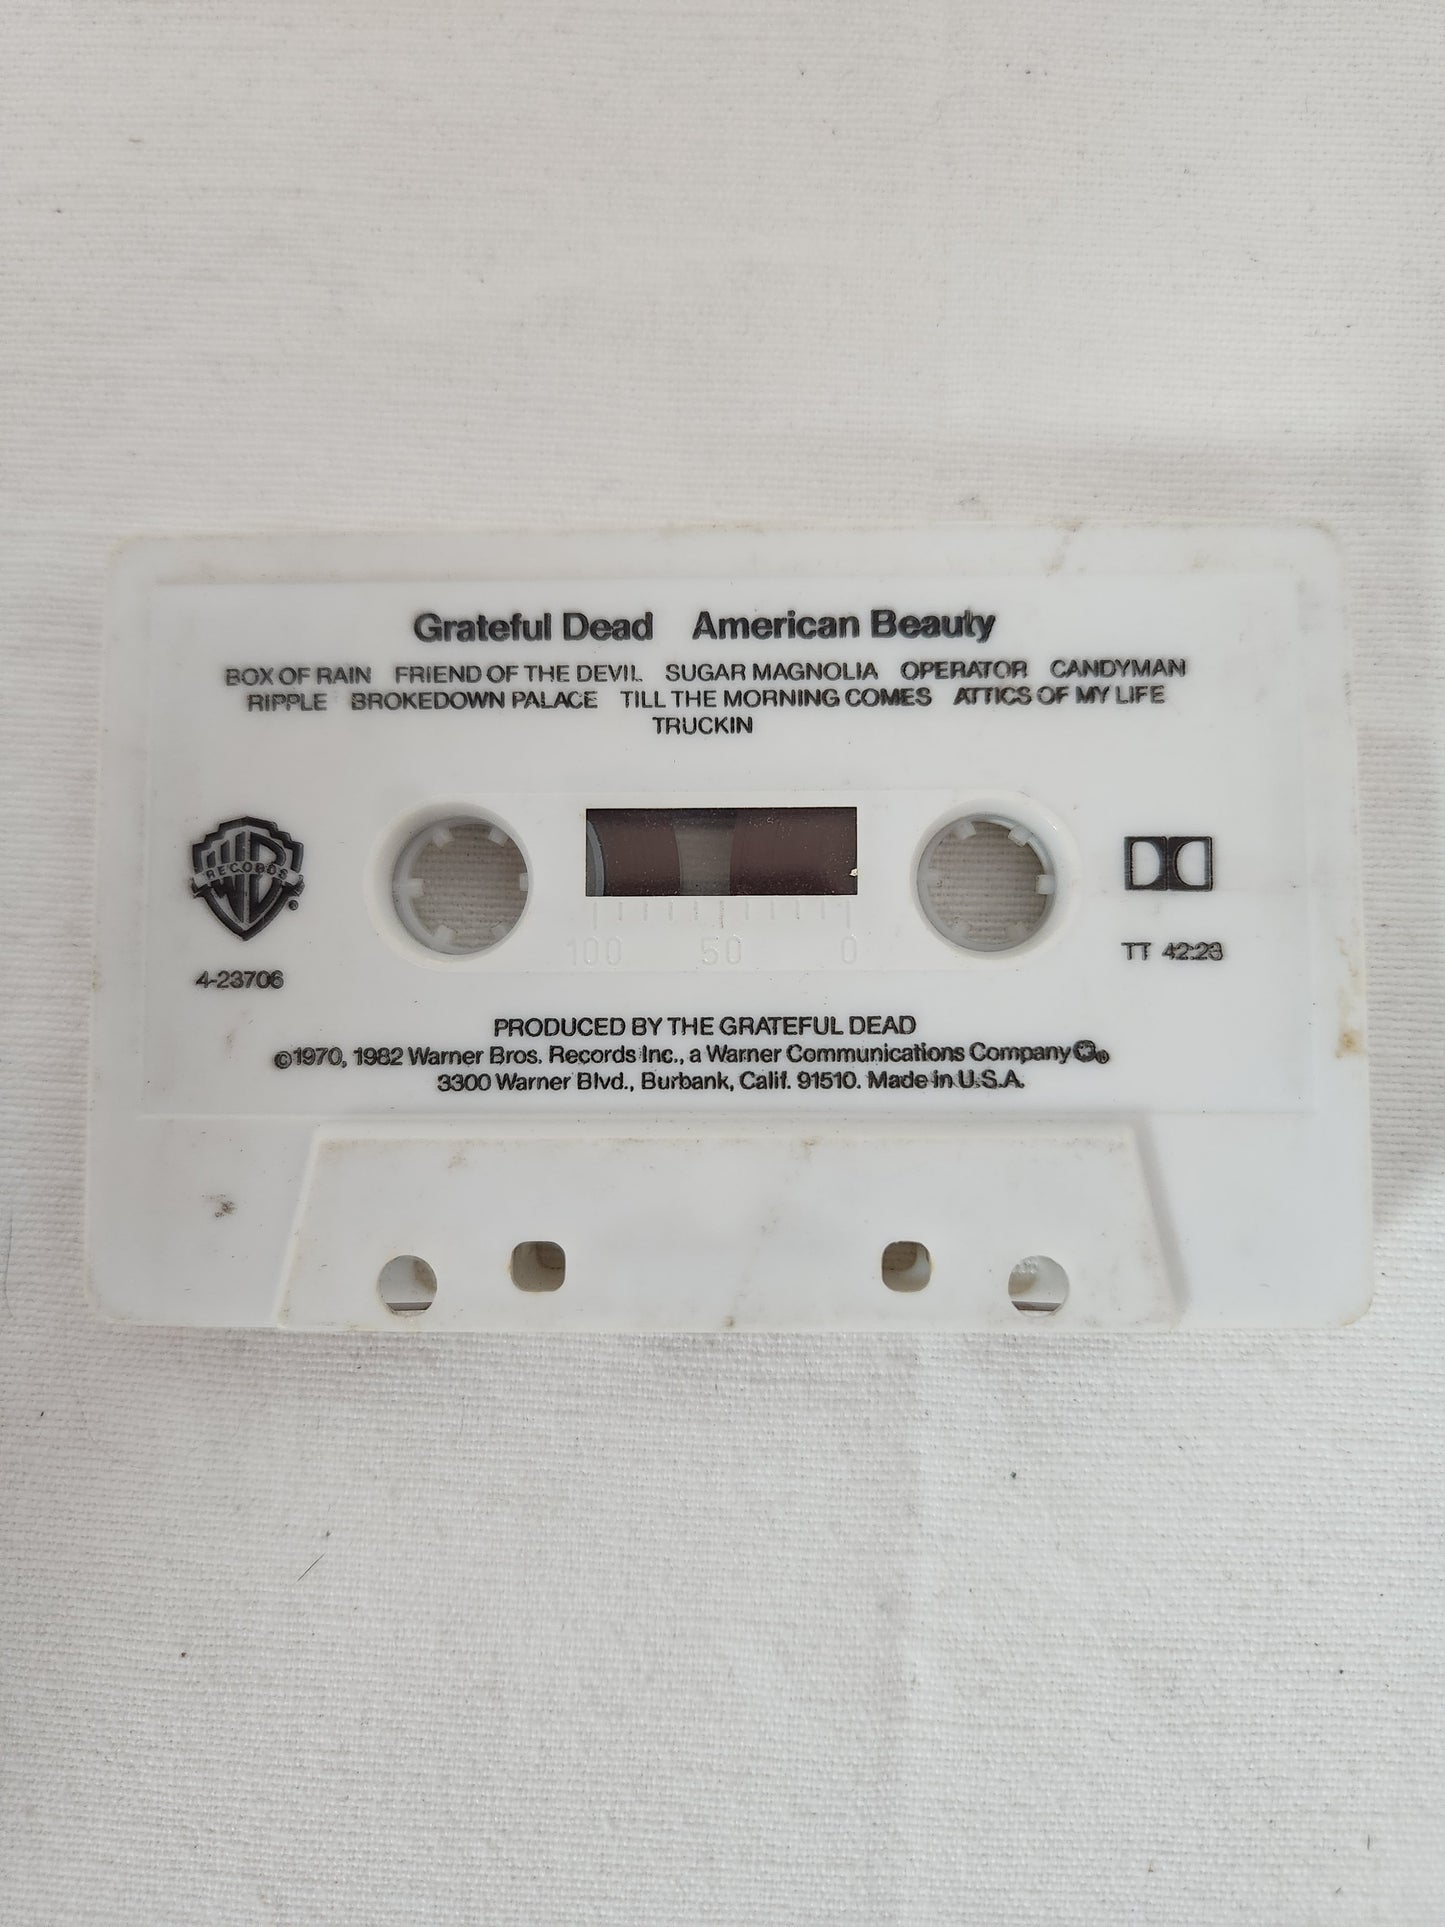 Grateful Dead American Beauty
BOX OF RAIN FRIEND OF THE DEVIL SUGAR MAGNOLIA OPERATOR CANDYMAN
RIPPLE BROKEDOWN PALACE TILL THE MORNING COMES ATTICS OF MY LIFE
TRUCKIN
WB
RECORDS
®
4-23706
100 50 0
TT 42:23
PRODUCED BY THE GRATEFUL DEAD
©1970, 1982 Warner Bros. Records Inc., a Warner Communications Company
3300 Warner Blvd., Burbank, Calif. 91510. Made in U.S.A.